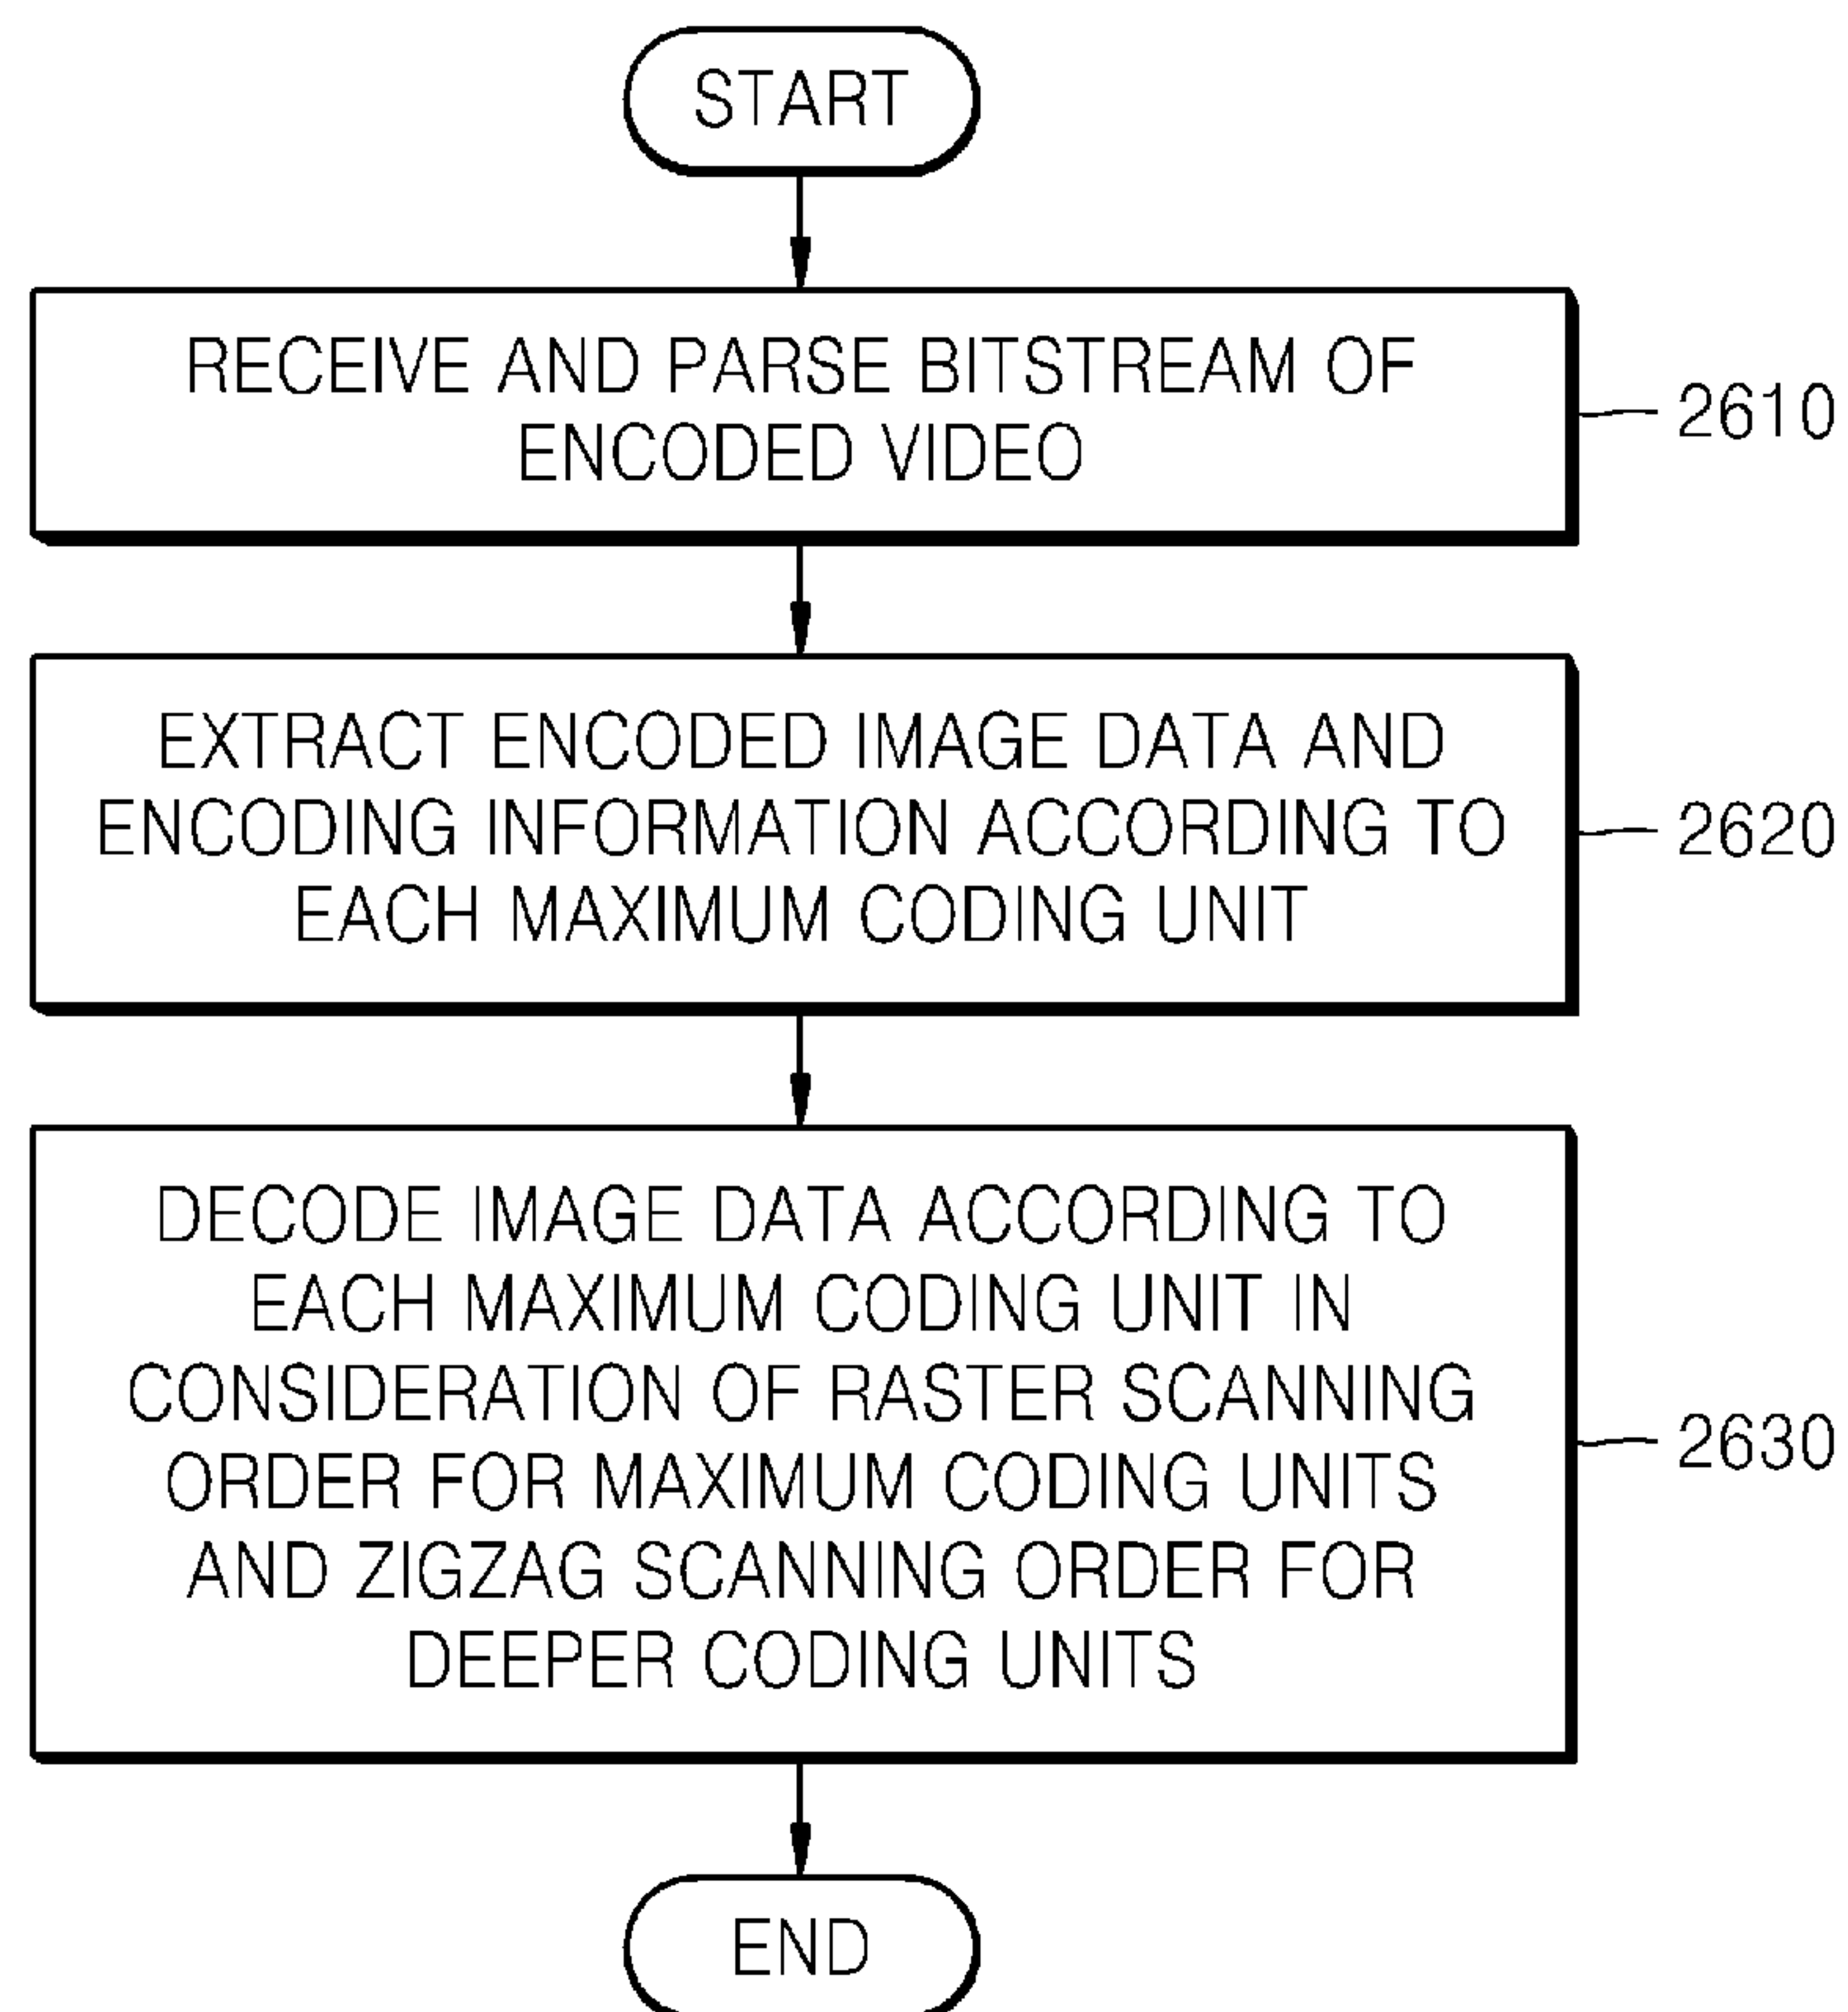 START
RECEIVE AND PARSE BITSTREAM OF
ENCODED VIDEO
2610
EXTRACT ENCODED IMAGE DATA AND
ENCODING INFORMATION ACCORDING TO
EACH MAXIMUM CODING UNIT
2620
DECODE IMAGE DATA ACCORDING TO
EACH MAXIMUM CODING UNIT IN
CONSIDERATION OF RASTER SCANNING
ORDER FOR MAXIMUM CODING UNITS
AND ZIGZAG SCANNING ORDER FOR
DEEPER CODING UNITS
2630
END